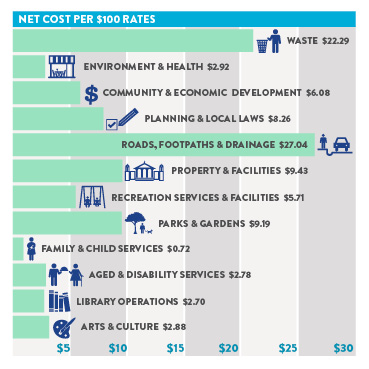 NET COST PER $100 RATES
WASTE $22.29
ENVIRONMENT & HEALTH $2.92
COMMUNITY & ECONOMIC DEVELOPMENT $6.08
PLANNING & LOCAL LAWS $8.26
ROADS, FOOTPATHS & DRAINAGE $27.04
PROPERTY & FACILITIES $9.43
RECREATION SERVICES & FACILITIES $5.71
PARKS & GARDENS $9.19
FAMILY & CHILD SERVICES $0.72
AGED & DISABILITY SERVICES $2.78
LIBRARY OPERATIONS $2.70
ARTS & CULTURE $2.88
$5 $10 $15 $20 $25 $30